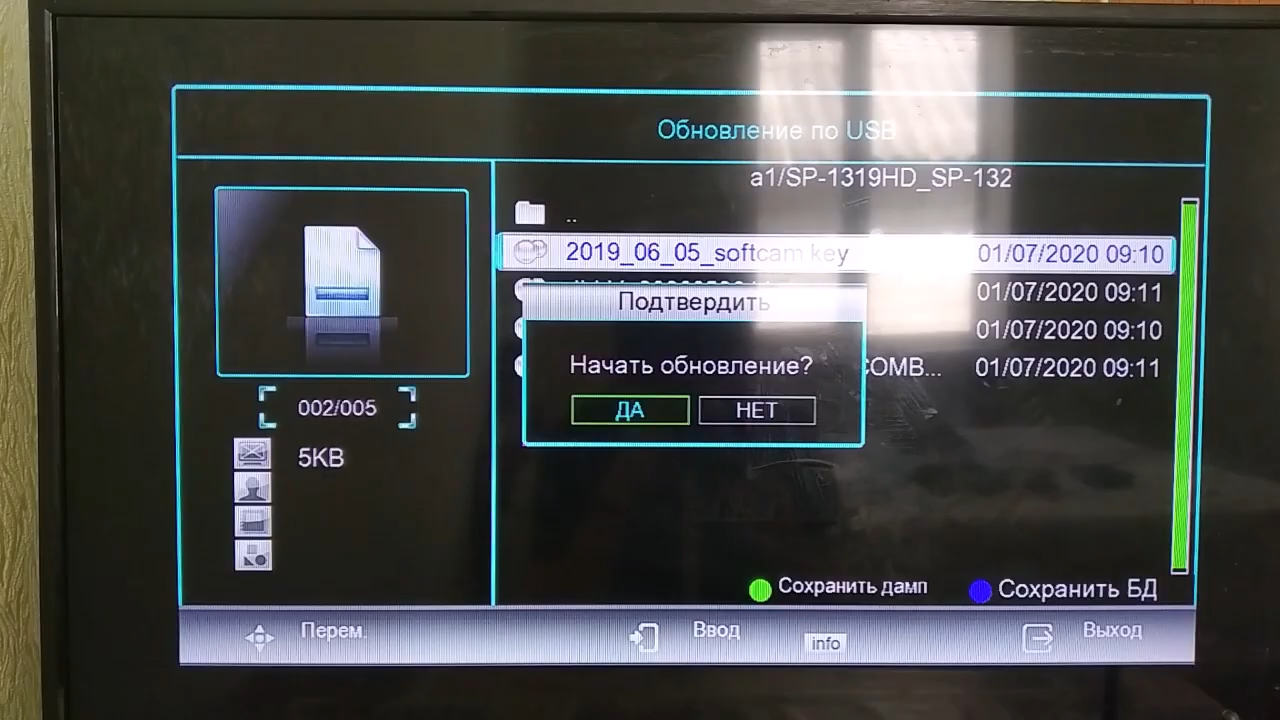 Обновление по USB
a1/SP-1319HD_SP-132
..
2019_06_05_softcam key 01/07/2020 09:10
01/07/2020 09:11
01/07/2020 09:10
COMB... 01/07/2020 09:11
Подтвердить
Начать обновление?
ДА НЕТ
002/005
5KB
Сохранить дамп Сохранить БД
Перем. Ввод info Выход